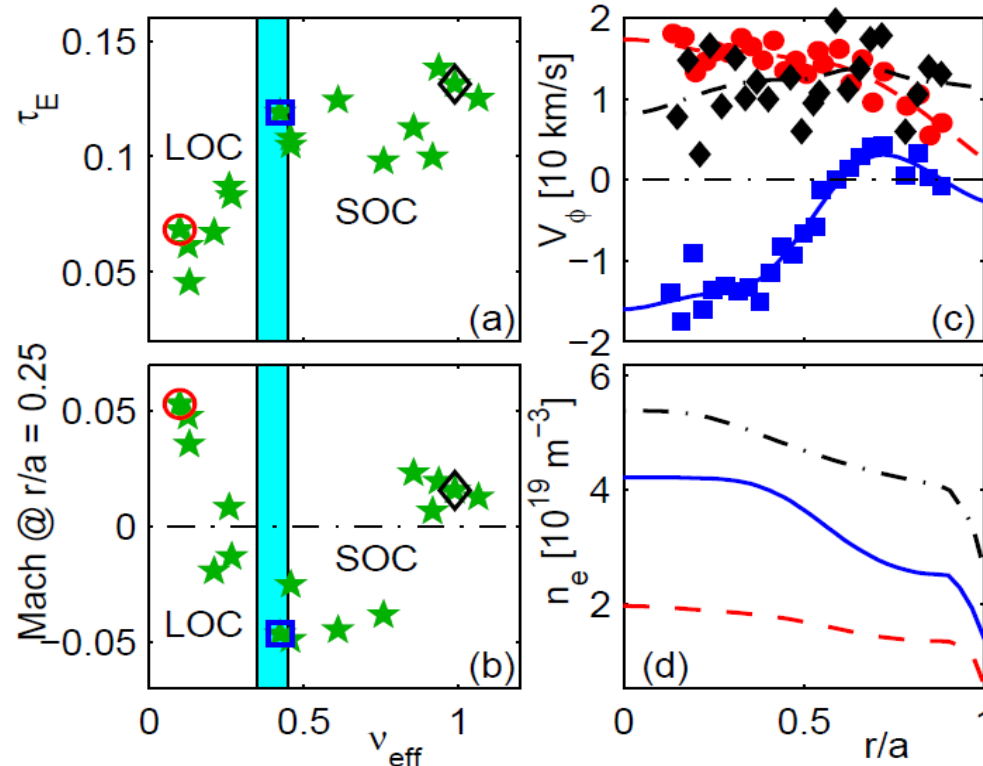 τ_E
0.15
0.1
0.05
LOC
SOC
(a)
Mach @ r/a = 0.25
0.05
0
−0.05
LOC
SOC
(b)
0
0.5
1
ν_eff
V_ϕ [10 km/s]
2
1
0
−1
−2
(c)
n_e [10^19 m^−3]
6
4
2
(d)
0
0.5
1
r/a